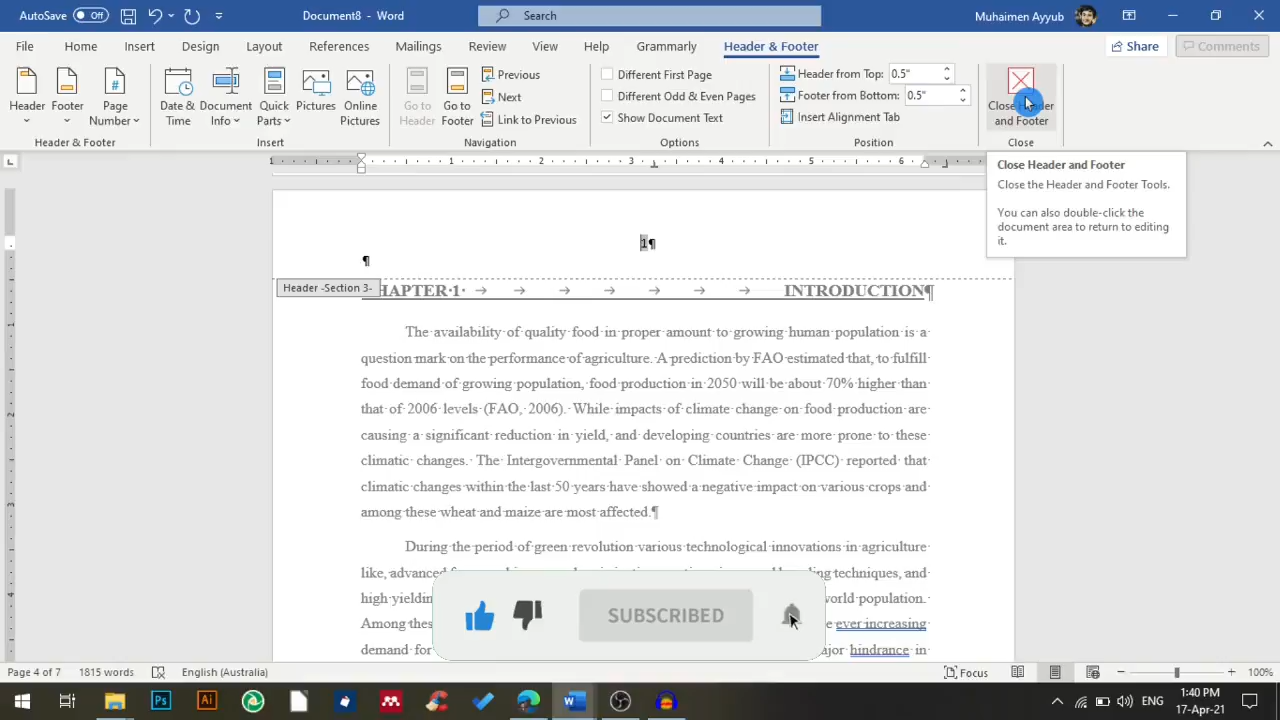 AutoSave Off Document8 - Word Search Muhaimen Ayyub
File Home Insert Design Layout References Mailings Review View Help Grammarly Header & Footer Share Comments
Header Footer Page Number
Header & Footer
Date & Time Document Info Quick Parts Pictures Online Pictures
Insert
Go to Header Go to Footer Previous Next Link to Previous
Navigation
Different First Page
Different Odd & Even Pages
Show Document Text
Options
Header from Top: 0.5"
Footer from Bottom: 0.5"
Insert Alignment Tab
Position
Close Header and Footer
Close
Close Header and Footer
Close the Header and Footer Tools.
You can also double-click the
document area to return to editing
it.
1 1 2 3 4 5 6
1¶
¶
Header -Section 3-
HAPTER·1· → → → → → → → INTRODUCTION¶
The availability of quality food in proper amount to growing human population is a
question mark on the performance of agriculture. A prediction by FAO estimated that, to fulfill
food demand of growing population, food production in 2050 will be about 70% higher than
that of 2006 levels (FAO, 2006). While impacts of climate change on food production are
causing a significant reduction in yield, and developing countries are more prone to these
climatic changes. The Intergovernmental Panel on Climate Change (IPCC) reported that
climatic changes within the last 50 years have showed a negative impact on various crops and
among these wheat and maize are most affected.¶
During the period of green revolution various technological innovations in agriculture
like, techniques, and
high world population.
Among ever increasing
demand for hindrance in
SUBSCRIBED
Page 4 of 7 1815 words English (Australia) Focus 100%
Ps Ai ENG 1:40 PM
17-Apr-21